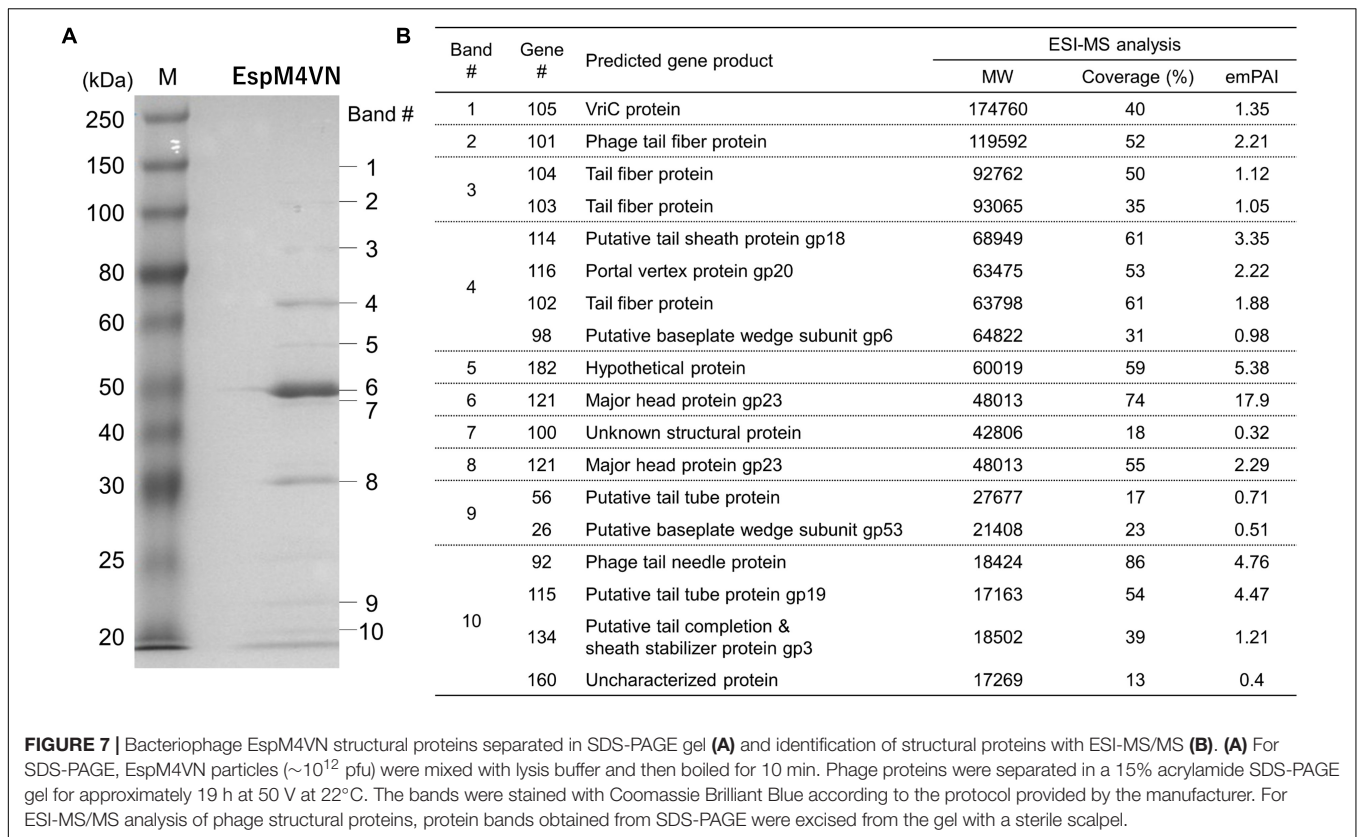 A
(kDa) M EspM4VN
Band #
250
150
100
80
60
50
40
30
25
20
1
2
3
4
5
6
7
8
9
10
B
Band # Gene # Predicted gene product ESI-MS analysis
MW Coverage (%) emPAI
1 105 VriC protein 174760 40 1.35
2 101 Phage tail fiber protein 119592 52 2.21
3 104 Tail fiber protein 92762 50 1.12
103 Tail fiber protein 93065 35 1.05
4 114 Putative tail sheath protein gp18 68949 61 3.35
116 Portal vertex protein gp20 63475 53 2.22
102 Tail fiber protein 63798 61 1.88
98 Putative baseplate wedge subunit gp6 64822 31 0.98
5 182 Hypothetical protein 60019 59 5.38
6 121 Major head protein gp23 48013 74 17.9
7 100 Unknown structural protein 42806 18 0.32
8 121 Major head protein gp23 48013 55 2.29
9 56 Putative tail tube protein 27677 17 0.71
26 Putative baseplate wedge subunit gp53 21408 23 0.51
10 92 Phage tail needle protein 18424 86 4.76
115 Putative tail tube protein gp19 17163 54 4.47
134 Putative tail completion &
sheath stabilizer protein gp3 18502 39 1.21
160 Uncharacterized protein 17269 13 0.4
FIGURE 7 | Bacteriophage EspM4VN structural proteins separated in SDS-PAGE gel (A) and identification of structural proteins with ESI-MS/MS (B). (A) For
SDS-PAGE, EspM4VN particles (~10¹² pfu) were mixed with lysis buffer and then boiled for 10 min. Phage proteins were separated in a 15% acrylamide SDS-PAGE
gel for approximately 19 h at 50 V at 22°C. The bands were stained with Coomassie Brilliant Blue according to the protocol provided by the manufacturer. For
ESI-MS/MS analysis of phage structural proteins, protein bands obtained from SDS-PAGE were excised from the gel with a sterile scalpel.